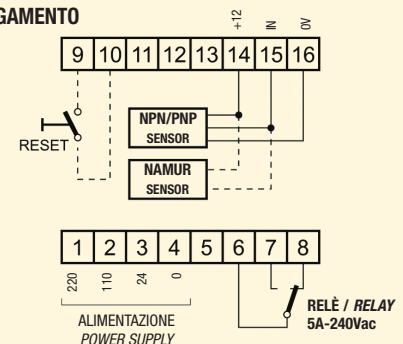 GAMENTO
+12 IN 0V
9 10 11 12 13 14 15 16
NPN/PNP
SENSOR
RESET
NAMUR
SENSOR
1 2 3 4 5 6 7 8
220 110 24 0
RELÈ / RELAY
5A-240Vac
ALIMENTAZIONE
POWER SUPPLY